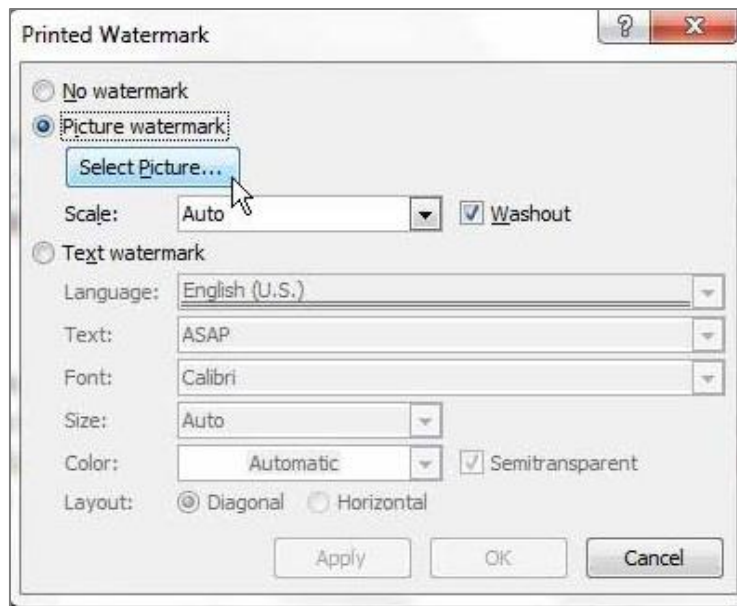 Printed Watermark
No watermark
Picture watermark
Select Picture...
Scale: Auto Washout
Text watermark
Language: English (U.S.)
Text: ASAP
Font: Calibri
Size: Auto
Color: Automatic Semitransparent
Layout: Diagonal Horizontal
Apply OK Cancel